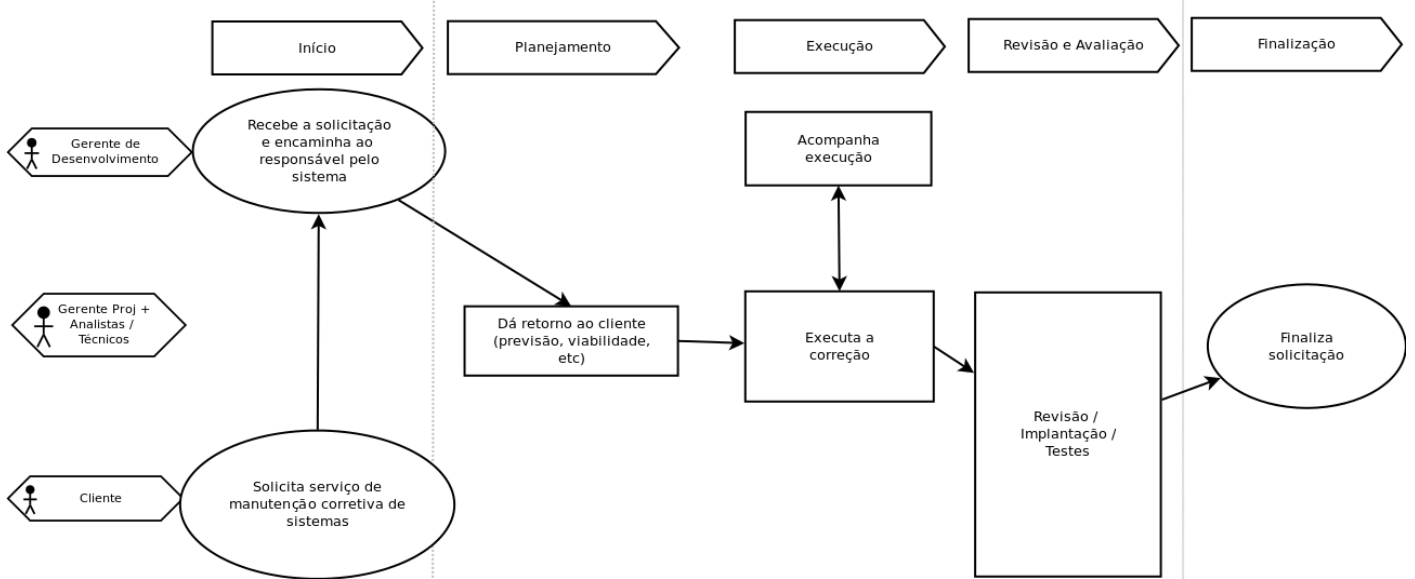 Início
Planejamento
Execução
Revisão e Avaliação
Finalização
Gerente de
Desenvolvimento
Recebe a solicitação
e encaminha ao
responsável pelo
sistema
Acompanha
execução
Gerente Proj +
Analistas /
Técnicos
Dá retorno ao cliente
(previsão, viabilidade,
etc)
Executa a
correção
Revisão /
Implantação /
Testes
Finaliza
solicitação
Cliente
Solicita serviço de
manutenção corretiva de
sistemas